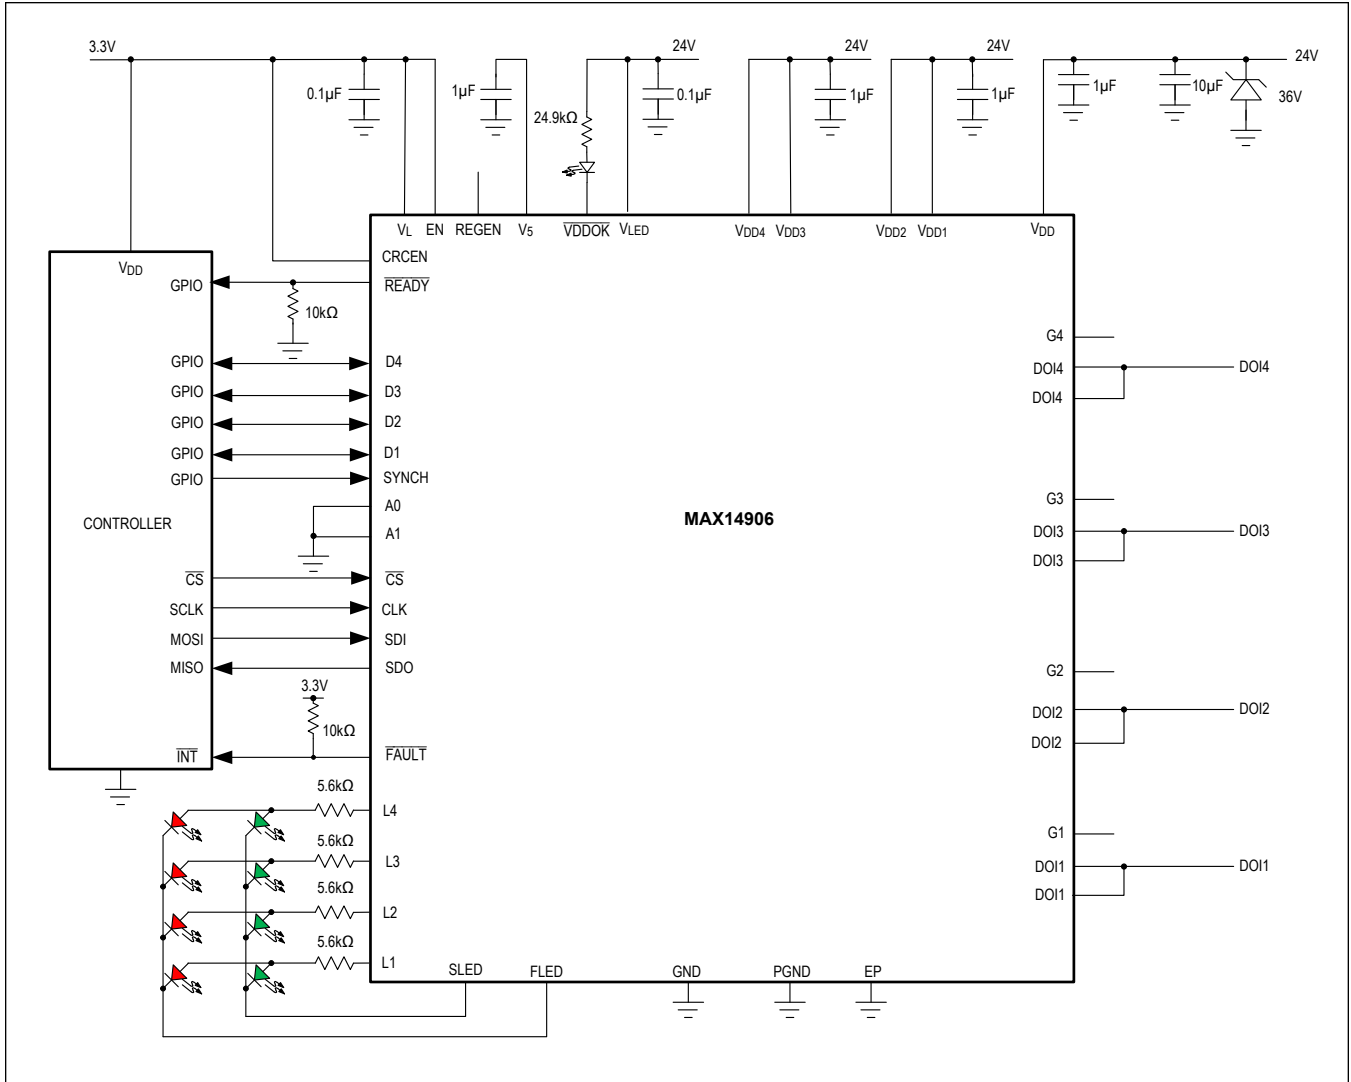 3.3V
24V
24V
24V
24V
0.1µF
1µF
0.1µF
1µF
1µF
1µF
10µF
36V
24.9kΩ
VL
EN
REGEN
V5
VDDOK
VLED
VDD4
VDD3
VDD2
VDD1
VDD
CRCEN
READY
VDD
GPIO
10kΩ
GPIO
D4
GPIO
D3
GPIO
D2
GPIO
D1
GPIO
SYNCH
A0
A1
CONTROLLER
MAX14906
CS
CS
SCLK
CLK
MOSI
SDI
MISO
SDO
3.3V
10kΩ
INT
FAULT
5.6kΩ
L4
5.6kΩ
L3
5.6kΩ
L2
5.6kΩ
L1
SLED
FLED
GND
PGND
EP
G4
DOI4
DOI4
DOI4
G3
DOI3
DOI3
DOI3
G2
DOI2
DOI2
DOI2
G1
DOI1
DOI1
DOI1